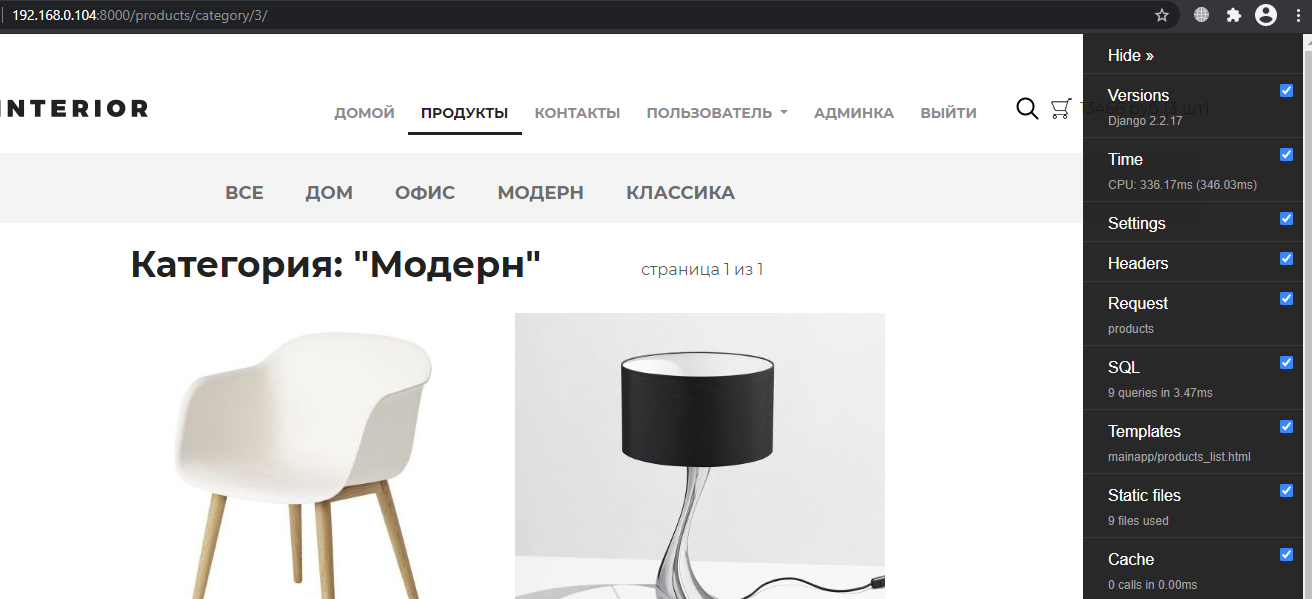 192.168.0.104:8000/products/category/3/
INTERIOR
ДОМОЙ ПРОДУКТЫ КОНТАКТЫ ПОЛЬЗОВАТЕЛЬ АДМИНКА ВЫЙТИ
ВСЕ ДОМ ОФИС МОДЕРН КЛАССИКА
Категория: "Модерн"
страница 1 из 1
Hide »
Versions
Django 2.2.17
Time
CPU: 336.17ms (346.03ms)
Settings
Headers
Request
products
SQL
9 queries in 3.47ms
Templates
mainapp/products_list.html
Static files
9 files used
Cache
0 calls in 0.00ms